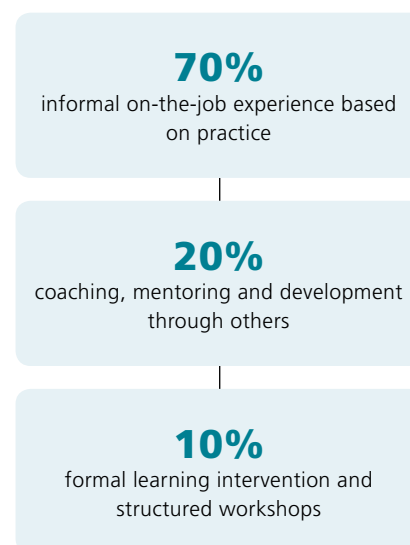 70%
informal on-the-job experience based
on practice
20%
coaching, mentoring and development
through others
10%
formal learning intervention and
structured workshops